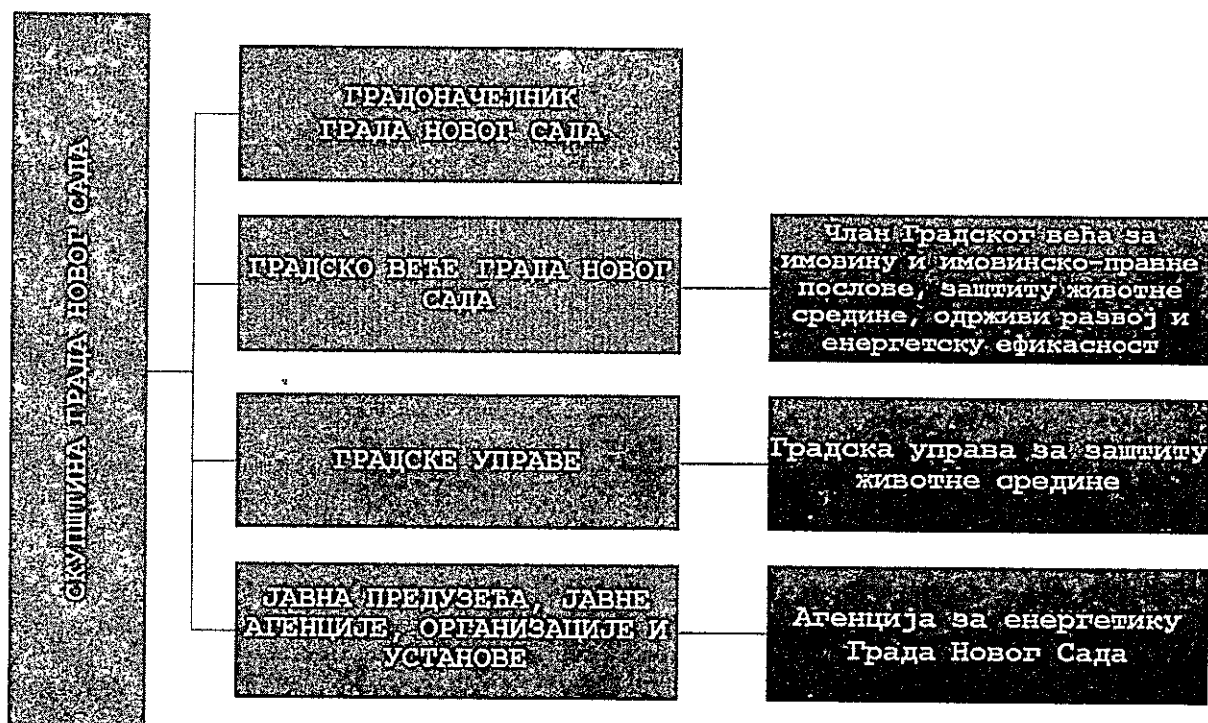 СКУПШТИНА ГРАДА НОВОГ САДА
ГРАДОНАЧЕЛНИК
ГРАДА НОВОГ САДА
ГРАДСКО ВЕЋЕ ГРАДА НОВОГ
САДА
Члан Градског већа за
имовину и имовинско-правне
послове, заштиту животне
средине, одрживи развој и
енергетску ефикасност
ГРАДСКЕ УПРАВЕ
Градска управа за заштиту
животне средине
ЈАВНА ПРЕДУЗЕЋА, ЈАВНЕ
АГЕНЦИЈЕ, ОРГАНИЗАЦИЈЕ И
УСТАНОВЕ
Агенција за енергетику
Града Новог Сада